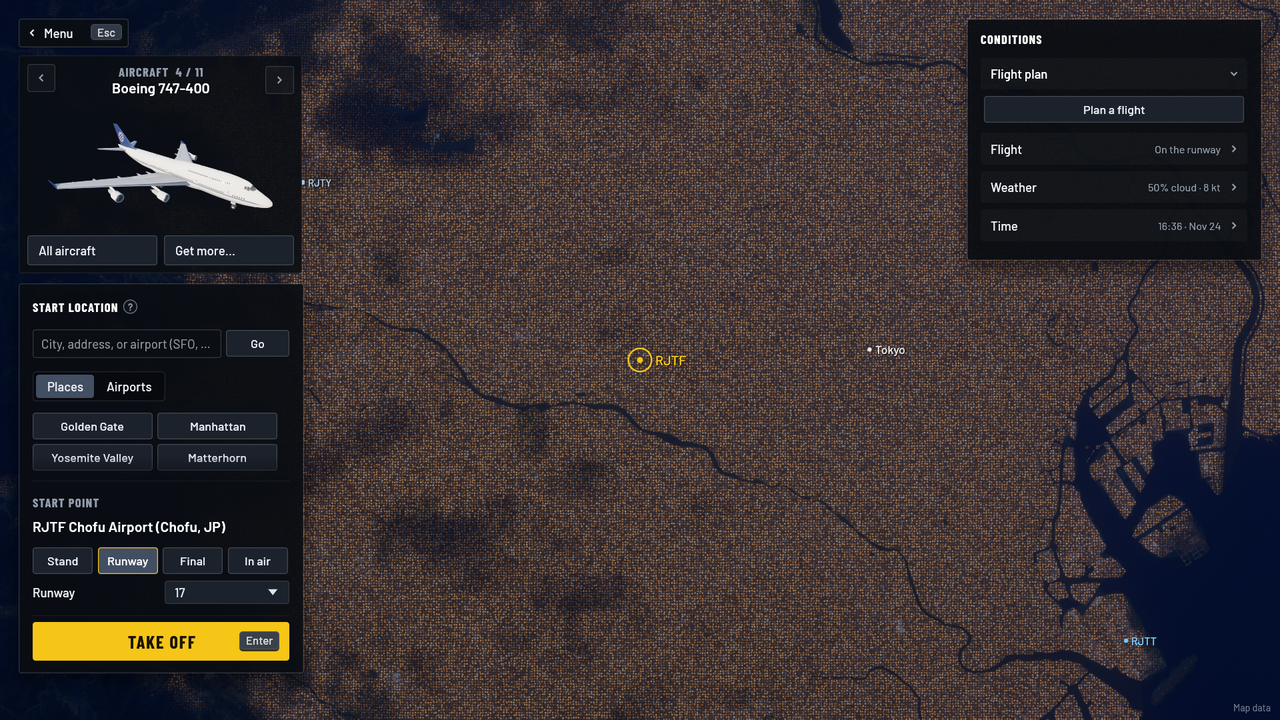 Menu Esc
AIRCRAFT 4 / 11
Boeing 747-400
All aircraft
Get more...
START LOCATION ?
City, address, or airport (SFO, ...
Go
Places
Airports
Golden Gate
Manhattan
Yosemite Valley
Matterhorn
START POINT
RJTF Chofu Airport (Chofu, JP)
Stand
Runway
Final
In air
Runway
17
TAKE OFF
Enter
RJTY
RJTF
Tokyo
RJTT
CONDITIONS
Flight plan
Plan a flight
Flight
On the runway
Weather
50% cloud · 8 kt
Time
16:36 · Nov 24
Map data